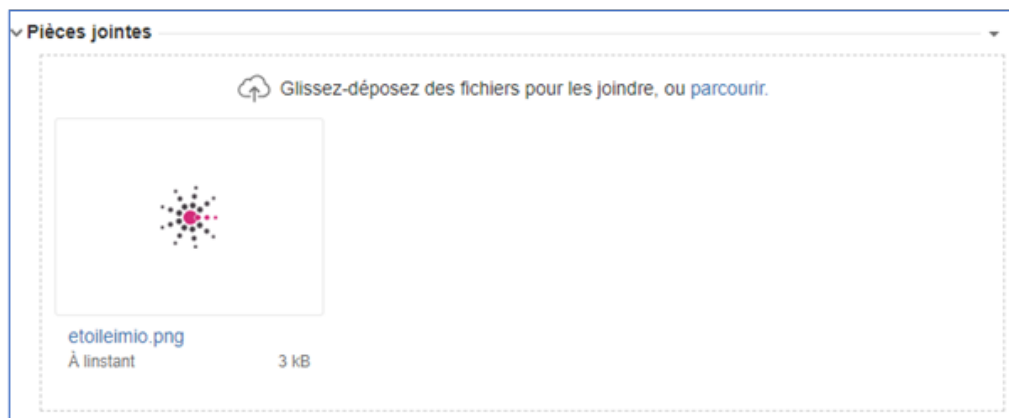 Pièces jointes
Glissez-déposez des fichiers pour les joindre, ou parcourir.
etoileimio.png
À linstant 3 kB